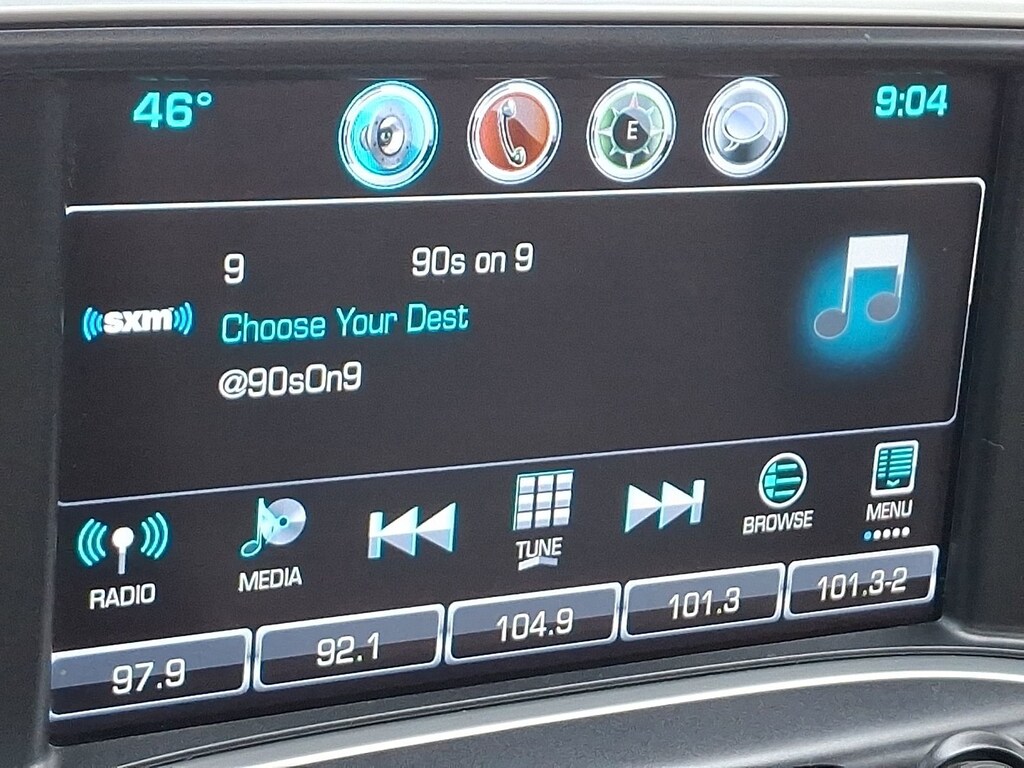 46°
E
9:04
9 90s on 9
sxm
Choose Your Dest
@90sOn9
RADIO
MEDIA
TUNE
BROWSE
MENU
97.9
92.1
104.9
101.3
101.3-2